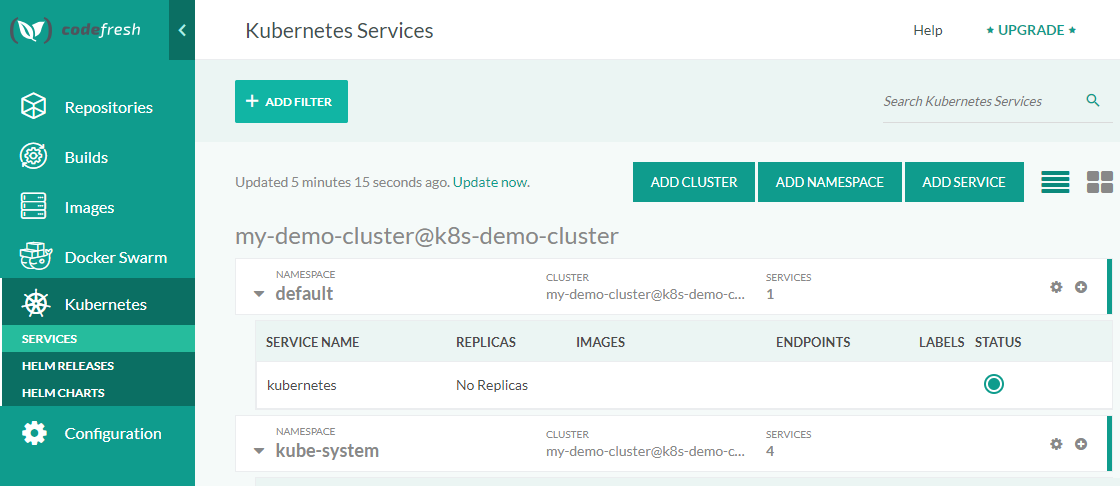 codefresh
Kubernetes Services
Help
UPGRADE
Repositories
Builds
Images
Docker Swarm
Kubernetes
SERVICES
HELM RELEASES
HELM CHARTS
Configuration
ADD FILTER
Search Kubernetes Services
Updated 5 minutes 15 seconds ago. Update now.
ADD CLUSTER
ADD NAMESPACE
ADD SERVICE
my-demo-cluster@k8s-demo-cluster
NAMESPACE
default
CLUSTER
my-demo-cluster@k8s-demo-c...
SERVICES
1
SERVICE NAME REPLICAS IMAGES ENDPOINTS LABELS STATUS
kubernetes No Replicas
NAMESPACE
kube-system
CLUSTER
my-demo-cluster@k8s-demo-c...
SERVICES
4